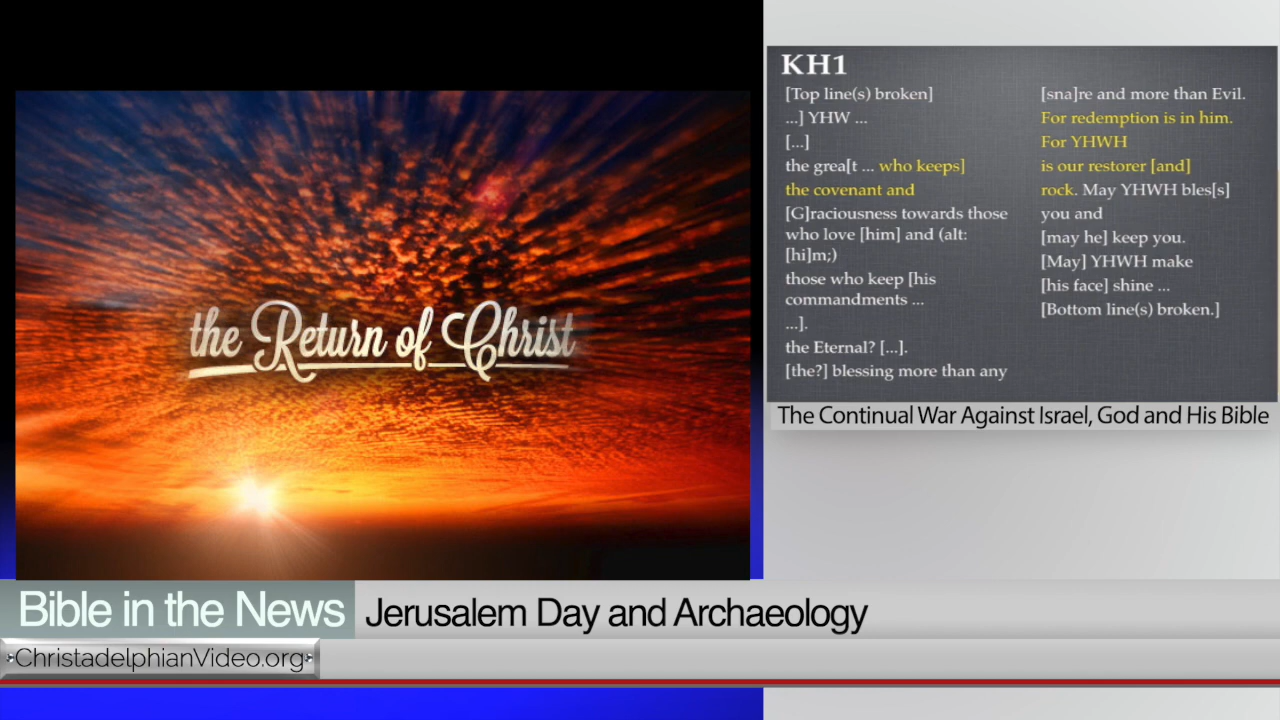 the Return of Christ
KH1
[Top line(s) broken]
...] YHW ...
[...]
the grea[t ... who keeps]
the covenant and
[G]raciousness towards those
who love [him] and (alt:
[hi]m;)
those who keep [his
commandments ...
...].
the Eternal? [...].
[the?] blessing more than any
[sna]re and more than Evil.
For redemption is in him.
For YHWH
is our restorer [and]
rock. May YHWH bles[s]
you and
[may he] keep you.
[May] YHWH make
[his face] shine ...
[Bottom line(s) broken.]
The Continual War Against Israel, God and His Bible
Bible in the News
Jerusalem Day and Archaeology
ChristadelphianVideo.org